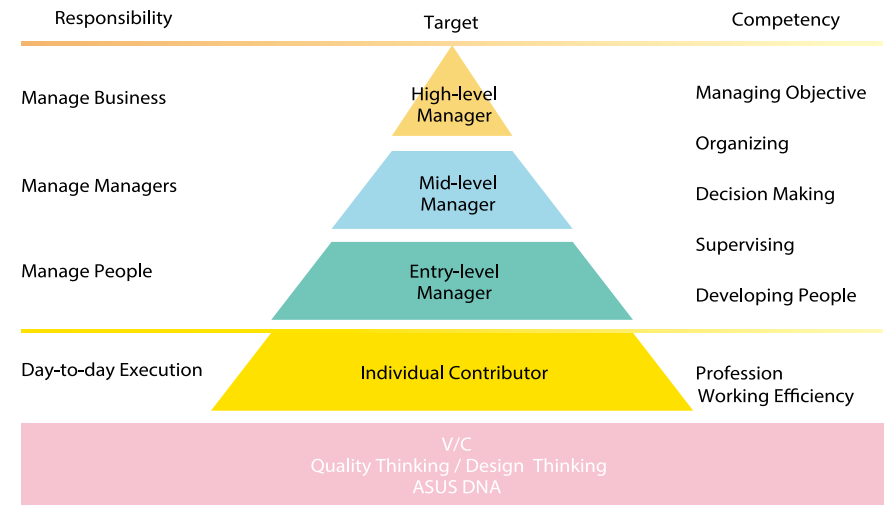 Responsibility
Target
Competency
Manage Business
High-level
Manager
Managing Objective
Organizing
Manage Managers
Mid-level
Manager
Decision Making
Supervising
Manage People
Entry-level
Manager
Developing People
Day-to-day Execution
Individual Contributor
Profession
Working Efficiency
V/C
Quality Thinking / Design Thinking
ASUS DNA